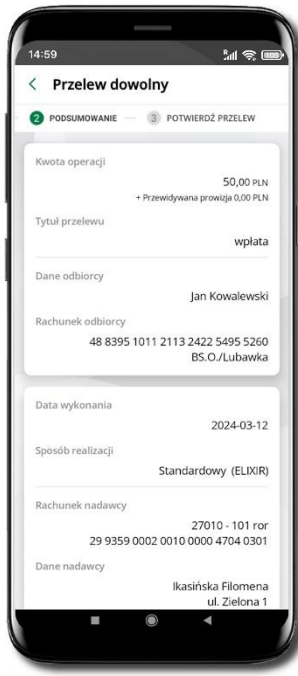 14:59
Przelew dowolny
2 PODSUMOWANIE 3 POTWIERDŹ PRZELEW
Kwota operacji
50,00 PLN
+ Przewidywana prowizja 0,00 PLN
Tytuł przelewu
wpłata
Dane odbiorcy
Jan Kowalewski
Rachunek odbiorcy
48 8395 1011 2113 2422 5495 5260
BS.O./Lubawka
Data wykonania
2024-03-12
Sposób realizacji
Standardowy (ELIXIR)
Rachunek nadawcy
27010 - 101 ror
29 9359 0002 0010 0000 4704 0301
Dane nadawcy
Ikasińska Filomena
ul. Zielona 1